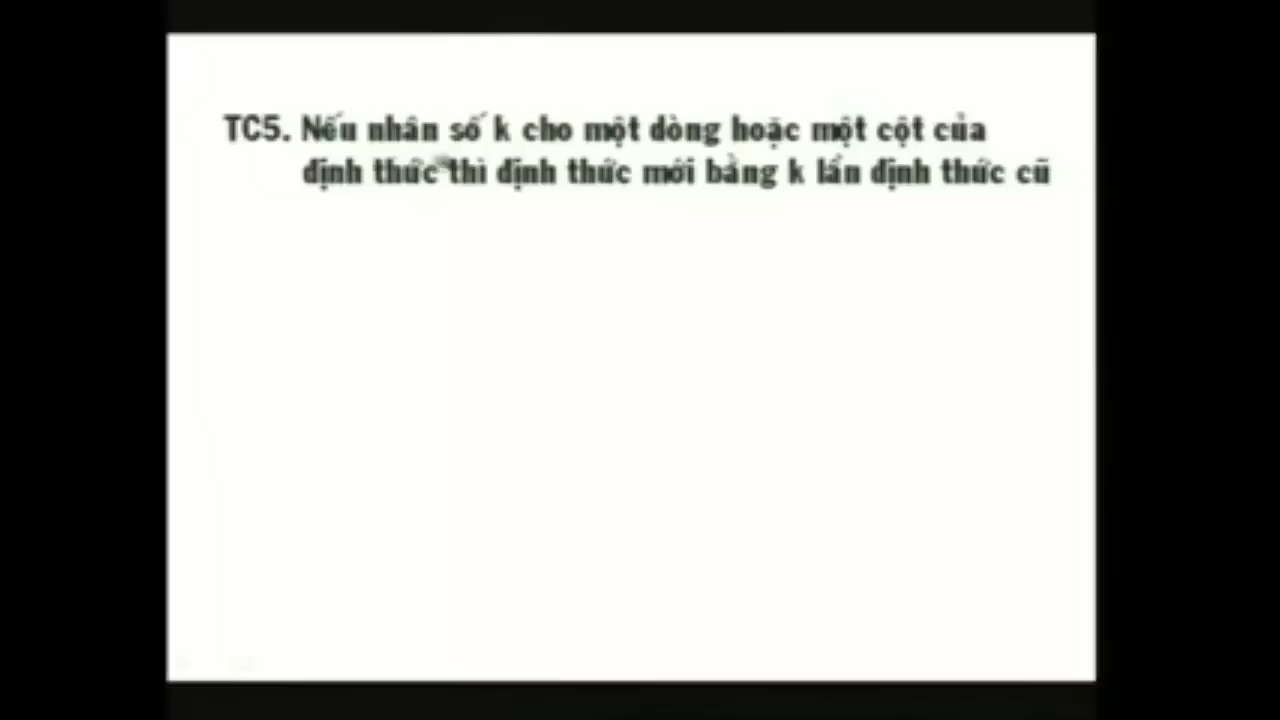 TC5. Nếu nhân số k cho một dòng hoặc một cột của
định thức thì định thức mới bằng k lần định thức cũ